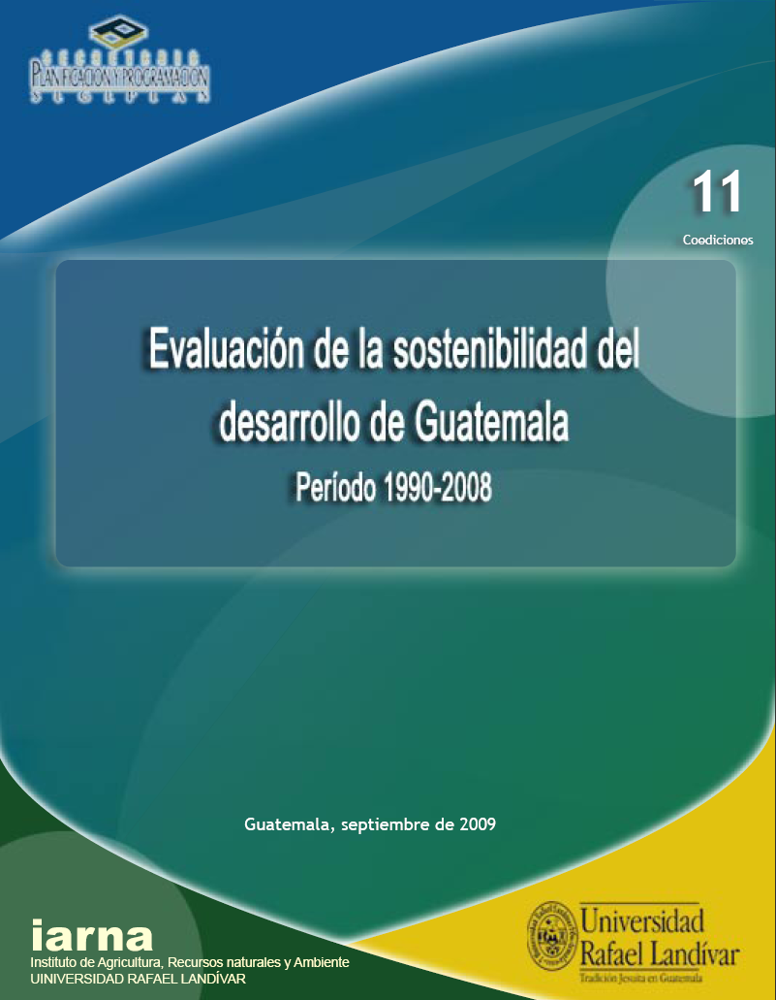 SECRETARIA
PLANIFICACION Y PROGRAMACION
SEGEPLAN
11
Coediciones
Evaluación de la sostenibilidad del
desarrollo de Guatemala
Período 1990-2008
Guatemala, septiembre de 2009
iarna
Instituto de Agricultura, Recursos naturales y Ambiente
UNIVERSIDAD RAFAEL LANDÍVAR
Universidad
Rafael Landívar
Tradición Jesuita en Guatemala